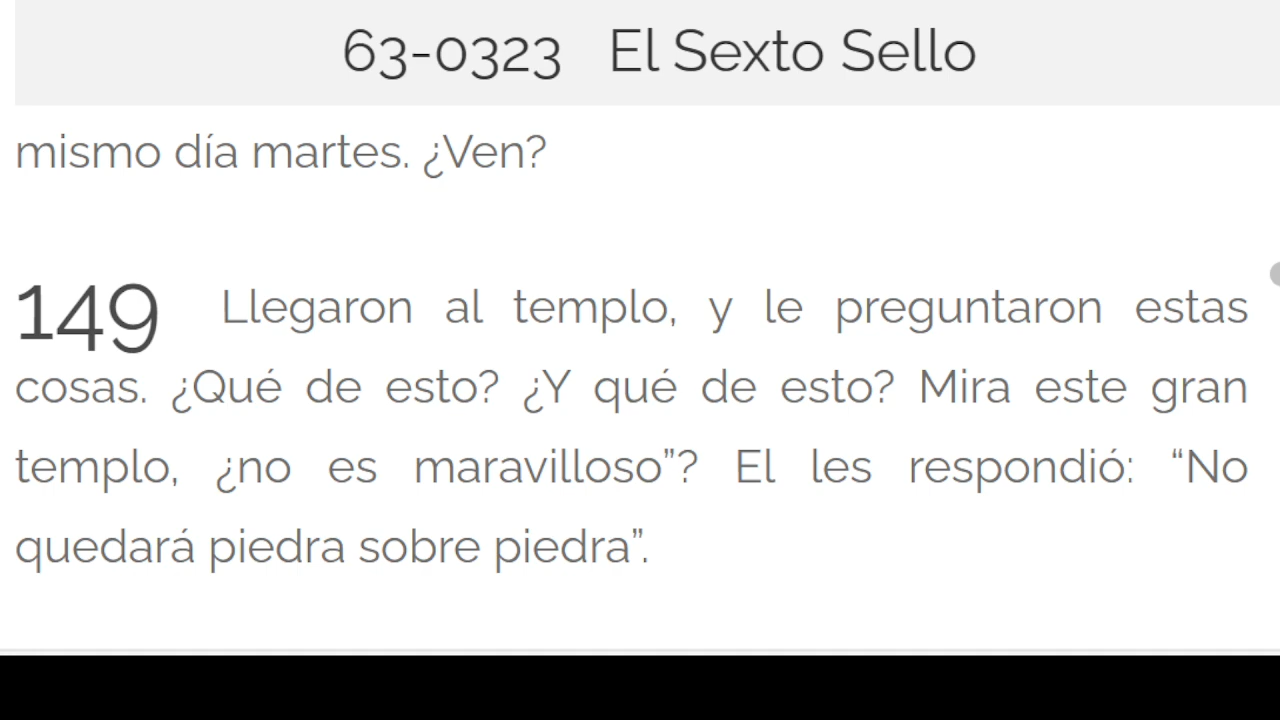 63-0323 El Sexto Sello
mismo día martes. ¿Ven?
149 Llegaron al templo, y le preguntaron estas
cosas. ¿Qué de esto? ¿Y qué de esto? Mira este gran
templo, ¿no es maravilloso”? El les respondió: “No
quedará piedra sobre piedra”.